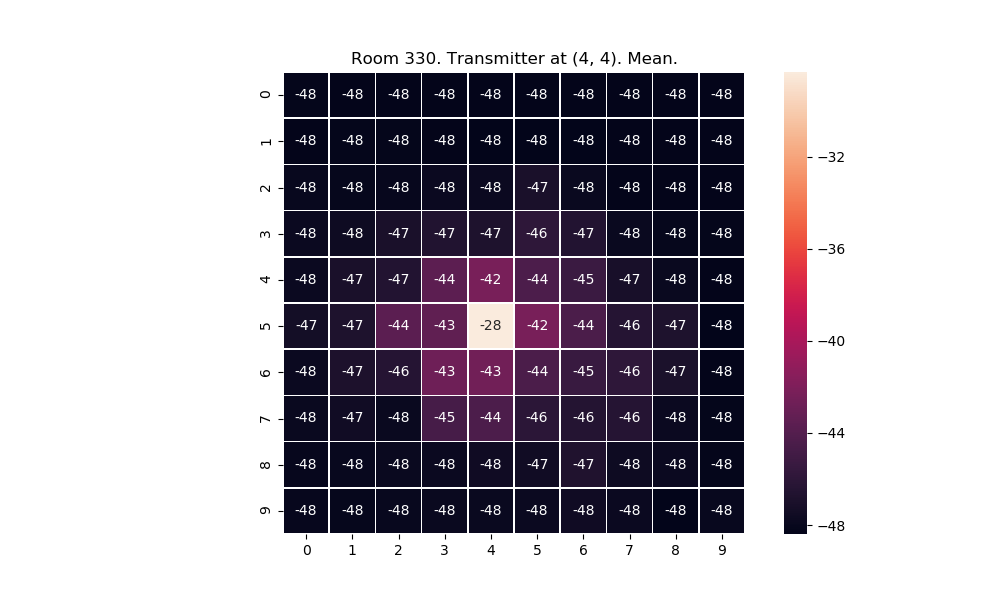 Room 330. Transmitter at (4, 4). Mean.
0 -48 -48 -48 -48 -48 -48 -48 -48 -48 -48
1 -48 -48 -48 -48 -48 -48 -48 -48 -48 -48
2 -48 -48 -48 -48 -48 -47 -48 -48 -48 -48
3 -48 -48 -47 -47 -47 -46 -47 -48 -48 -48
4 -48 -47 -47 -44 -42 -44 -45 -47 -48 -48
5 -47 -47 -44 -43 -28 -42 -44 -46 -47 -48
6 -48 -47 -46 -43 -43 -44 -45 -46 -47 -48
7 -48 -47 -48 -45 -44 -46 -46 -46 -48 -48
8 -48 -48 -48 -48 -48 -47 -47 -48 -48 -48
9 -48 -48 -48 -48 -48 -48 -48 -48 -48 -48
0 1 2 3 4 5 6 7 8 9
−32
−36
−40
−44
−48